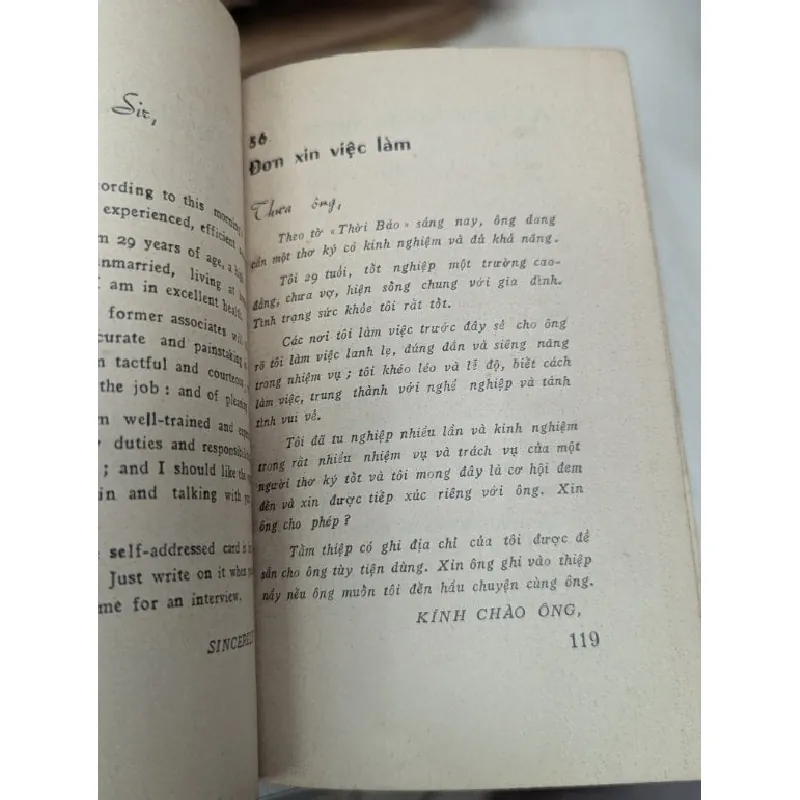 Sir,
ording to this morning
experienced, efficient
29 years of age, a
unmarried, living at
I am in excellent health.
former associates will
curate and painstaking
tactful and courteous,
the job : and of
well-trained and
duties and
; and I should like the
in and talking with
self-addressed card is
Just write on it when
me for an interview.
56
Đơn xin việc làm
Thưa ông,
Theo tờ «Thời Báo» sáng nay, ông đang
cần một thơ ký có kinh nghiệm và đủ khả năng.
Tôi 29 tuổi, tốt nghiệp một trường cao-
đẳng, chưa vợ, hiện sống chung với gia đình.
Tình trạng sức khỏe tôi rất tốt.
Các nơi tôi làm việc trước đây sẽ cho ông
rõ tôi làm việc lanh lẹ, đúng đắn và siêng năng
trong nhiệm vụ ; tôi khéo léo và lễ độ, biết cách
làm việc, trung thành với nghề nghiệp và tánh
tình vui vẻ.
Tôi đã tu nghiệp nhiều lần và kinh nghiệm
trong rất nhiều nhiệm vụ và trách vụ của một
người thơ ký tốt và tôi mong đây là cơ hội đem
đến và xin được tiếp xúc riêng với ông. Xin
ông cho phép ?
Tấm thiệp có ghi địa chỉ của tôi được để
sẵn cho ông tùy tiện dùng. Xin ông ghi vào thiệp
nầy nếu ông muốn tôi đến hầu chuyện cùng ông.
KÍNH CHÀO ÔNG,
119